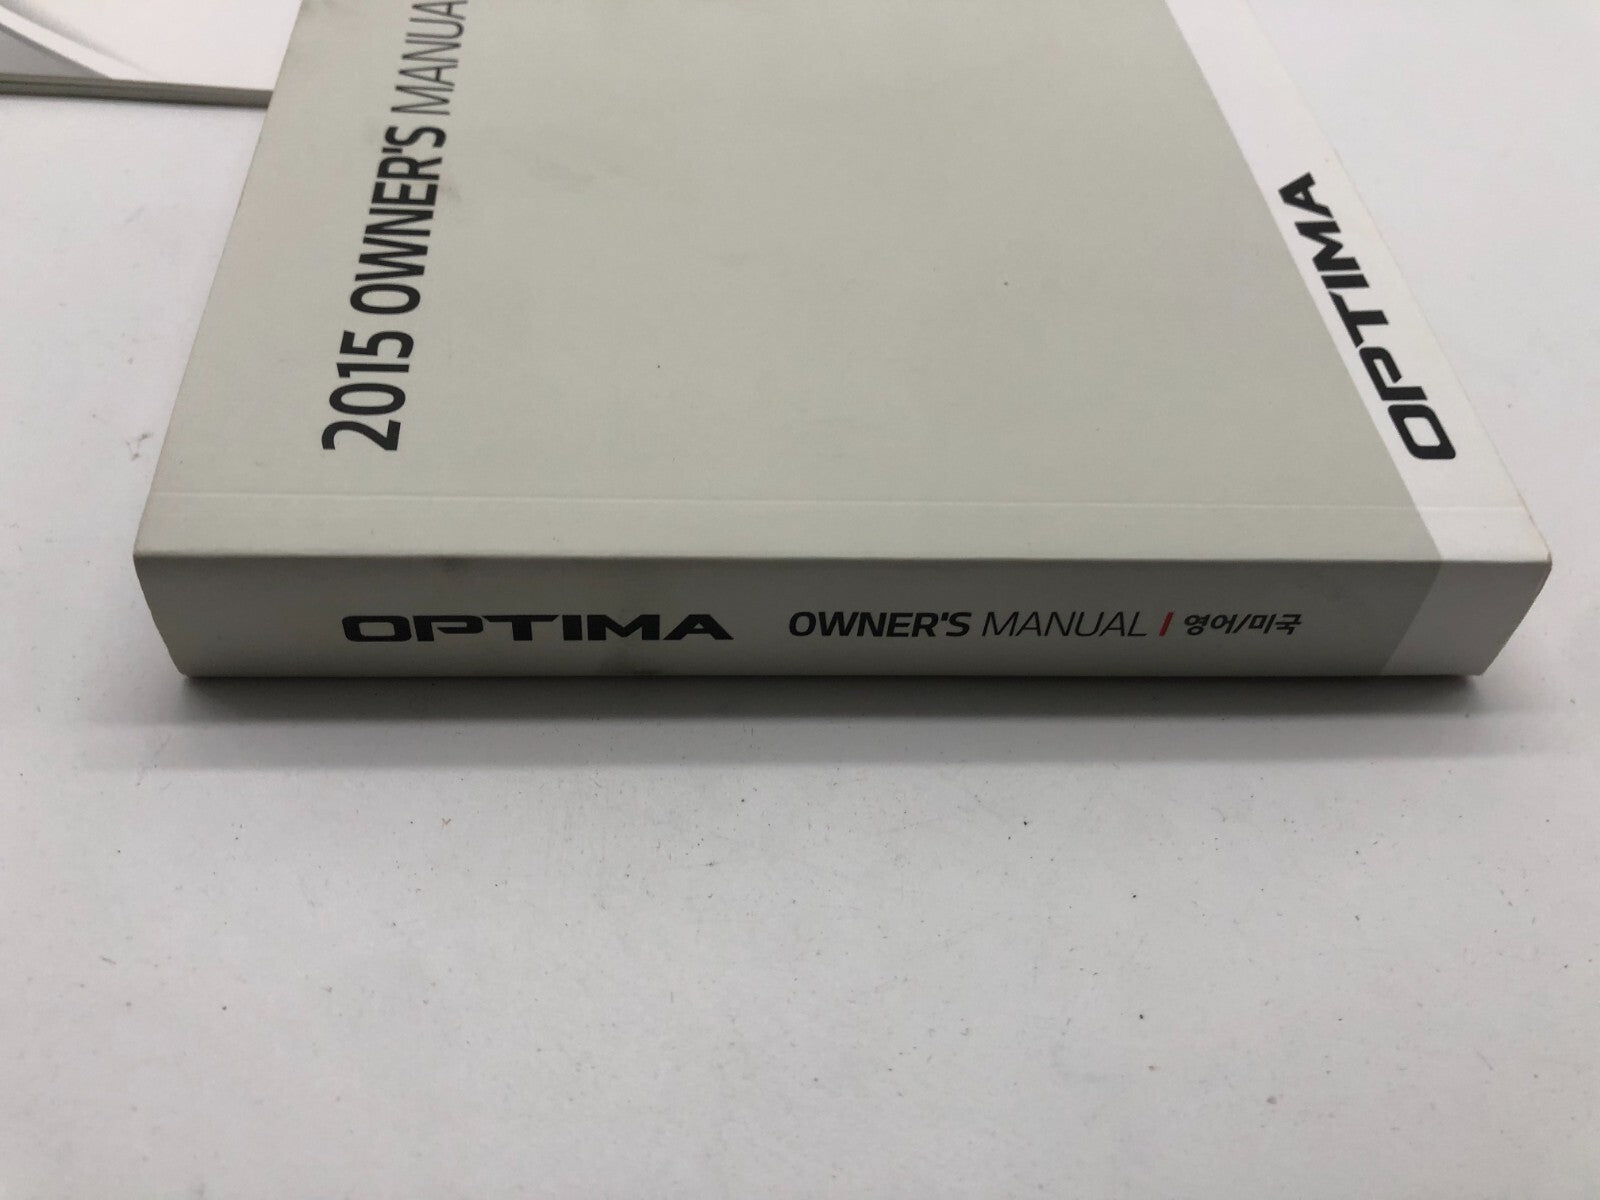 2015 OWNER'S MANUA
OPTIMA
OPTIMA OWNER'S MANUAL | 영어/미국